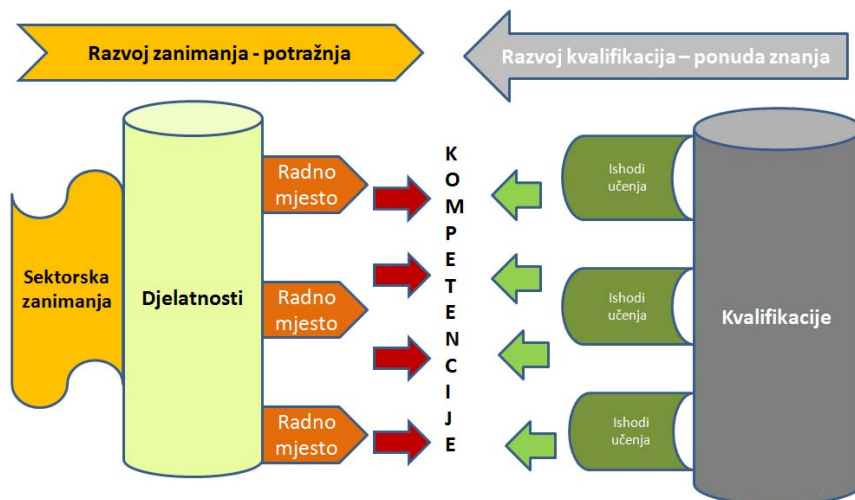 Razvoj zanimanja - potražnja
Razvoj kvalifikacija – ponuda znanja
Sektorska
zanimanja
Djelatnosti
Radno
mjesto
Radno
mjesto
Radno
mjesto
K
O
M
P
E
T
E
N
C
I
J
E
Ishodi
učenja
Ishodi
učenja
Ishodi
učenja
Kvalifikacije